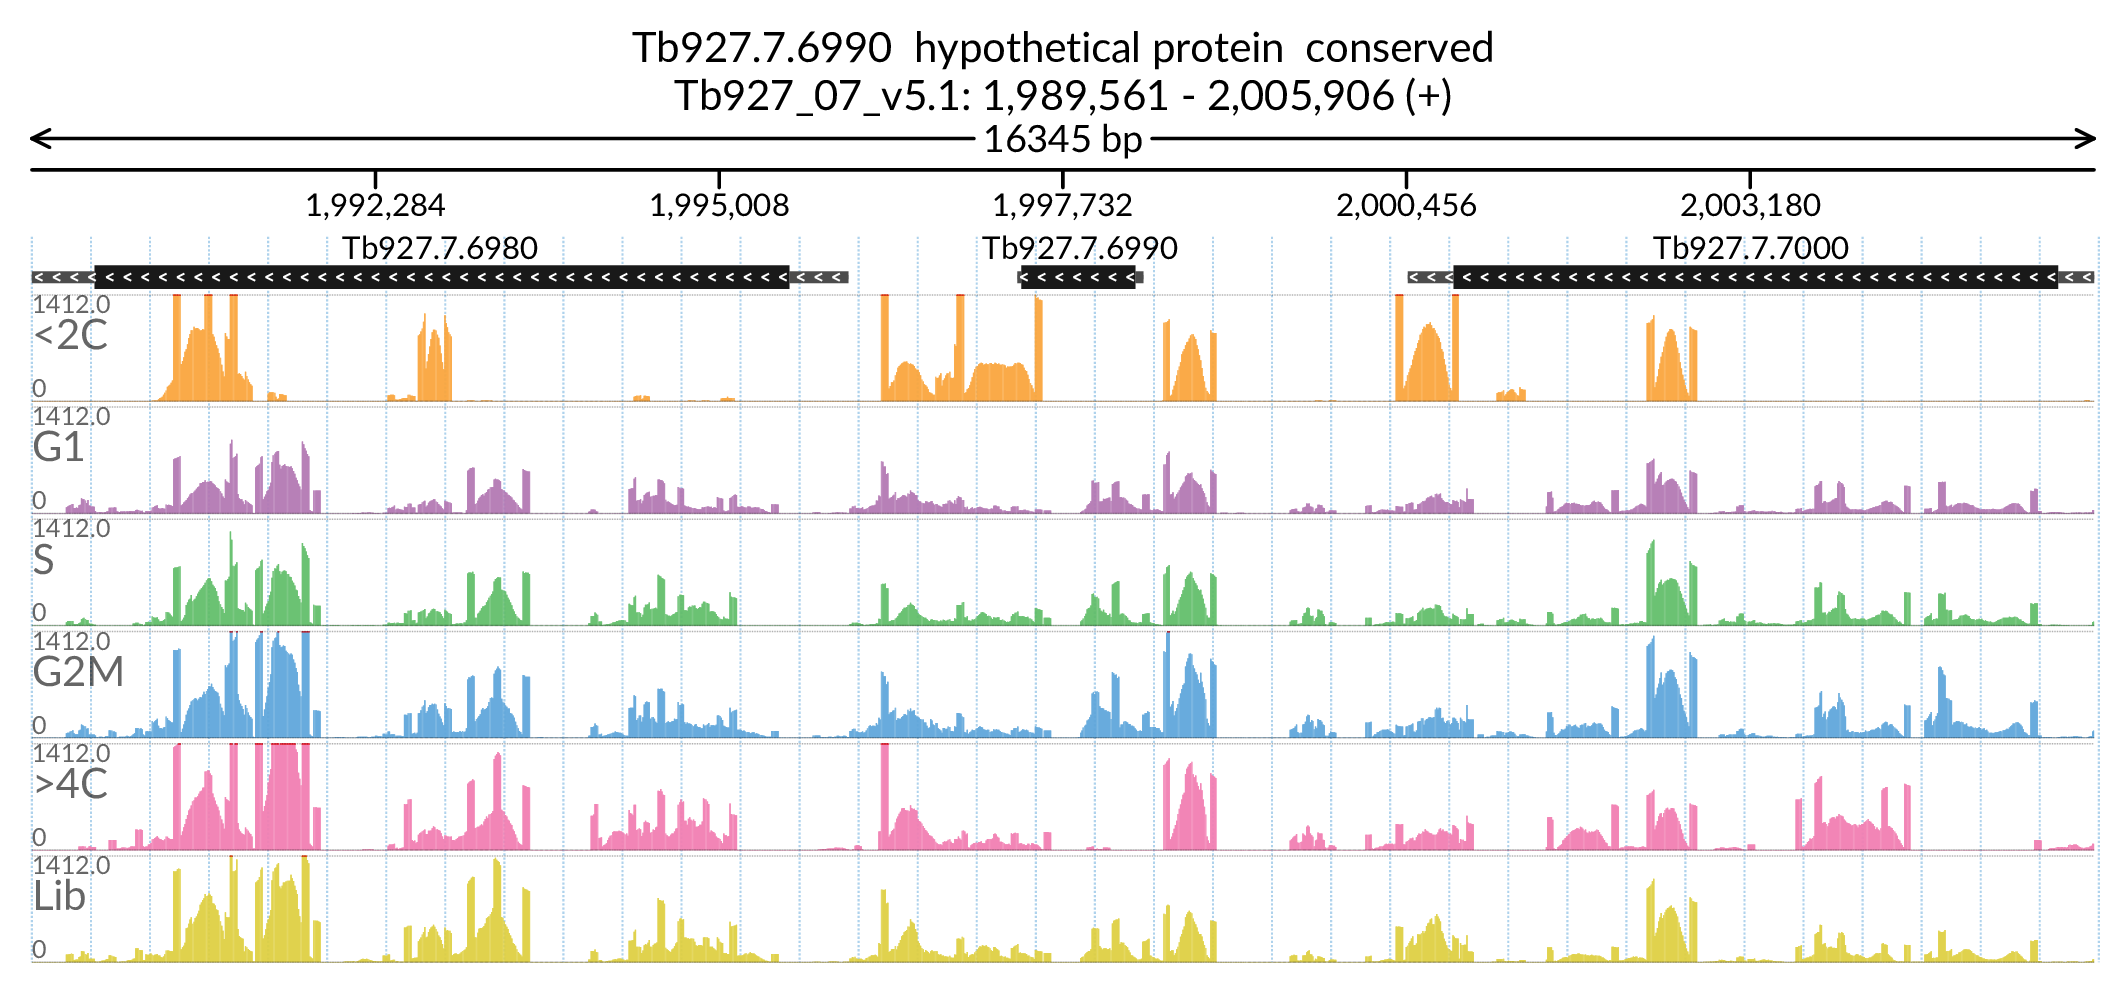 Tb927.7.6990  hypothetical protein  conserved
Tb927_07_v5.1: 1,989,561 - 2,005,906 (+)
16345 bp
1,992,284 1,995,008 1,997,732 2,000,456 2,003,180
Tb927.7.6980 Tb927.7.6990 Tb927.7.7000
1412.0
<2C
0
1412.0
G1
0
1412.0
S
0
1412.0
G2M
0
1412.0
>4C
0
1412.0
Lib
0